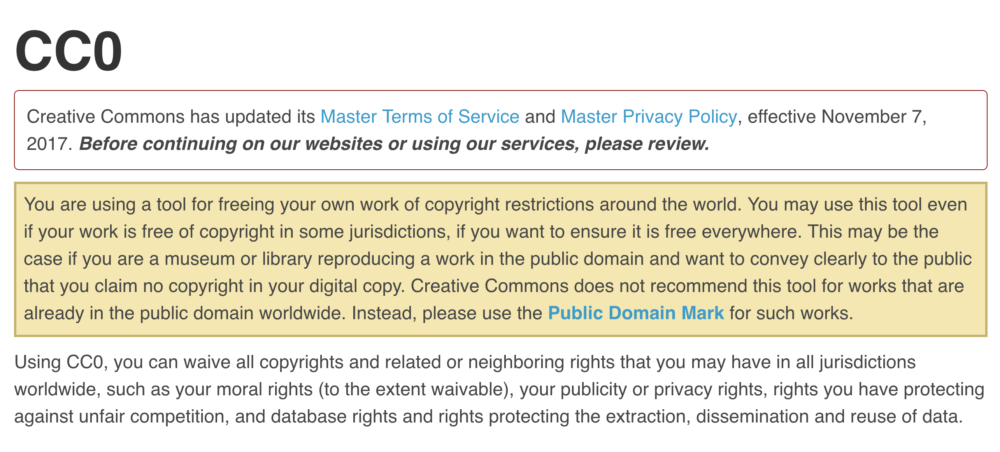 CC0
Creative Commons has updated its Master Terms of Service and Master Privacy Policy, effective November 7,
2017. Before continuing on our websites or using our services, please review.
You are using a tool for freeing your own work of copyright restrictions around the world. You may use this tool even
if your work is free of copyright in some jurisdictions, if you want to ensure it is free everywhere. This may be the
case if you are a museum or library reproducing a work in the public domain and want to convey clearly to the public
that you claim no copyright in your digital copy. Creative Commons does not recommend this tool for works that are
already in the public domain worldwide. Instead, please use the Public Domain Mark for such works.
Using CC0, you can waive all copyrights and related or neighboring rights that you may have in all jurisdictions
worldwide, such as your moral rights (to the extent waivable), your publicity or privacy rights, rights you have protecting
against unfair competition, and database rights and rights protecting the extraction, dissemination and reuse of data.